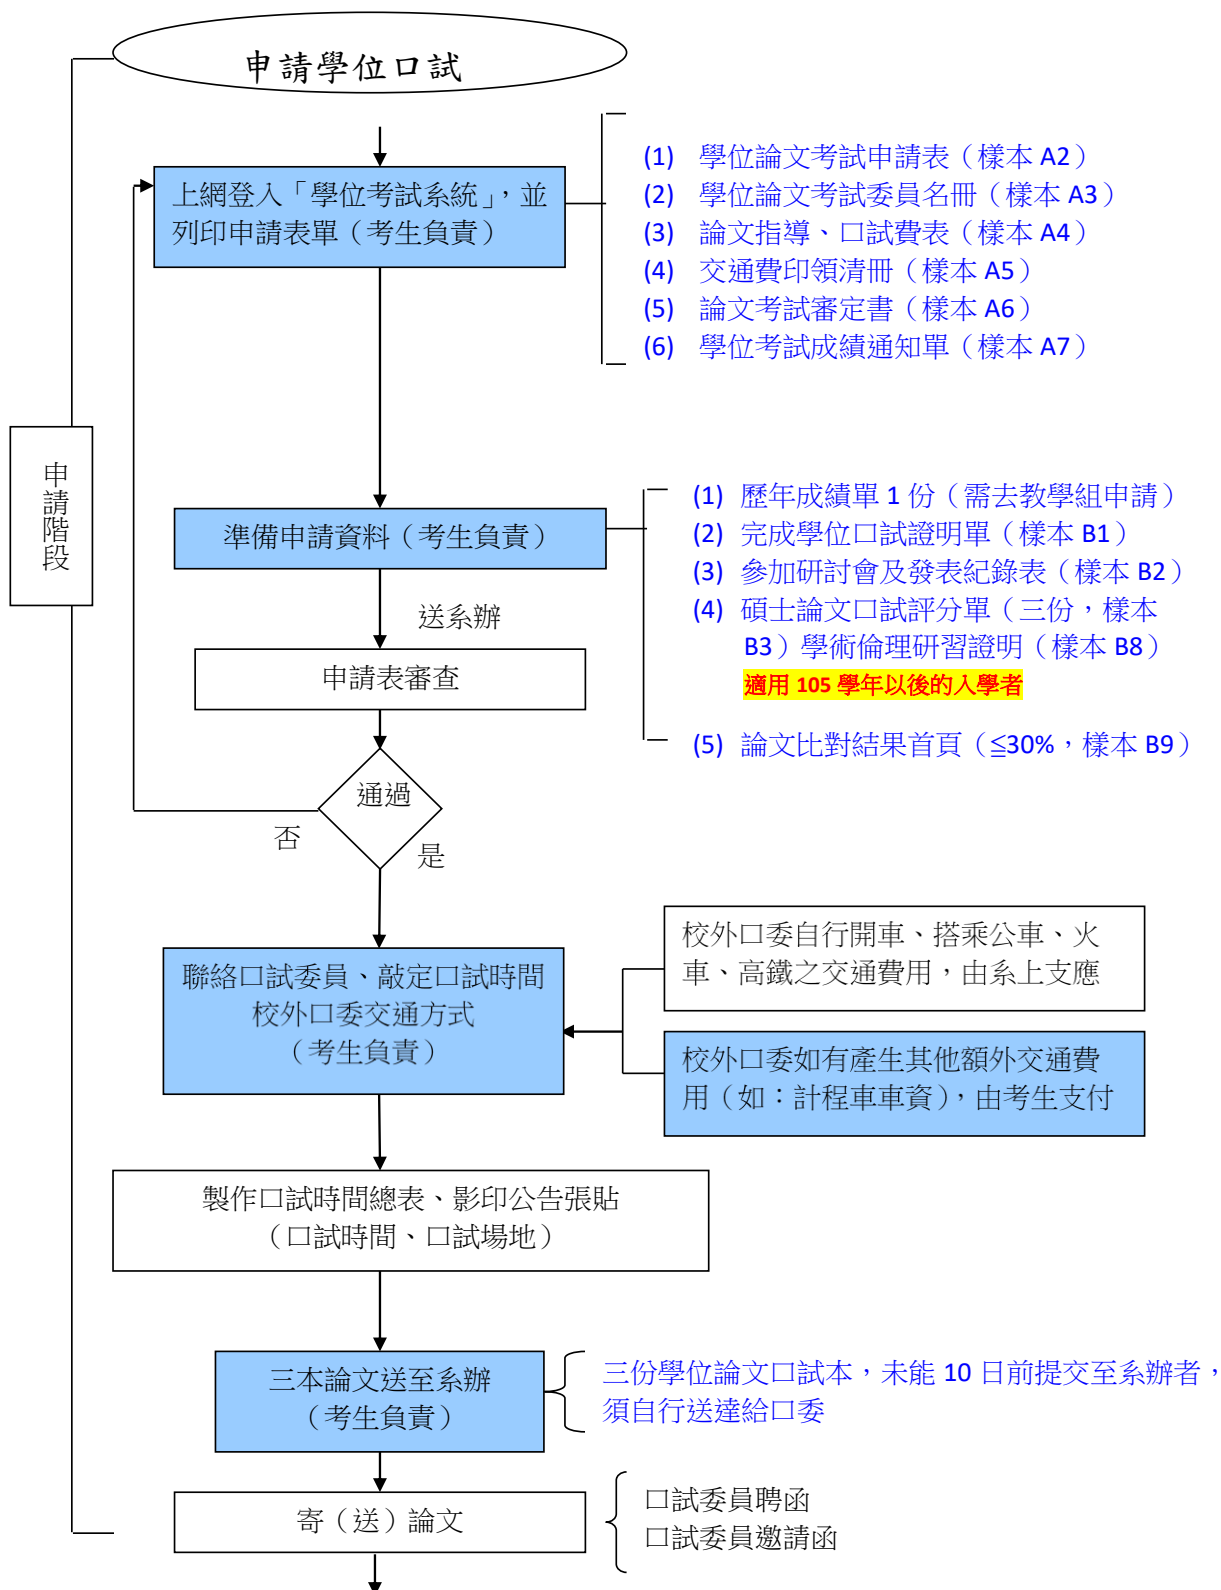 申請學位口試
上網登入「學位考試系統」，並
列印申請表單（考生負責）
(1) 學位論文考試申請表（樣本 A2）
(2) 學位論文考試委員名冊（樣本 A3）
(3) 論文指導、口試費表（樣本 A4）
(4) 交通費印領清冊（樣本 A5）
(5) 論文考試審定書（樣本 A6）
(6) 學位考試成績通知單（樣本 A7）
申請階段
準備申請資料（考生負責）
(1) 歷年成績單 1 份（需去教學組申請）
(2) 完成學位口試證明單（樣本 B1）
(3) 參加研討會及發表紀錄表（樣本 B2）
(4) 碩士論文口試評分單（三份，樣本
B3）學術倫理研習證明（樣本 B8）
適用 105 學年以後的入學者
(5) 論文比對結果首頁（≦30%，樣本 B9）
送系辦
申請表審查
通過
否
是
聯絡口試委員、敲定口試時間
校外口委交通方式
（考生負責）
校外口委自行開車、搭乘公車、火
車、高鐵之交通費用，由系上支應
校外口委如有產生其他額外交通費
用（如：計程車車資），由考生支付
製作口試時間總表、影印公告張貼
（口試時間、口試場地）
三本論文送至系辦
（考生負責）
三份學位論文口試本，未能 10 日前提交至系辦者，
須自行送達給口委
寄（送）論文
口試委員聘函
口試委員邀請函